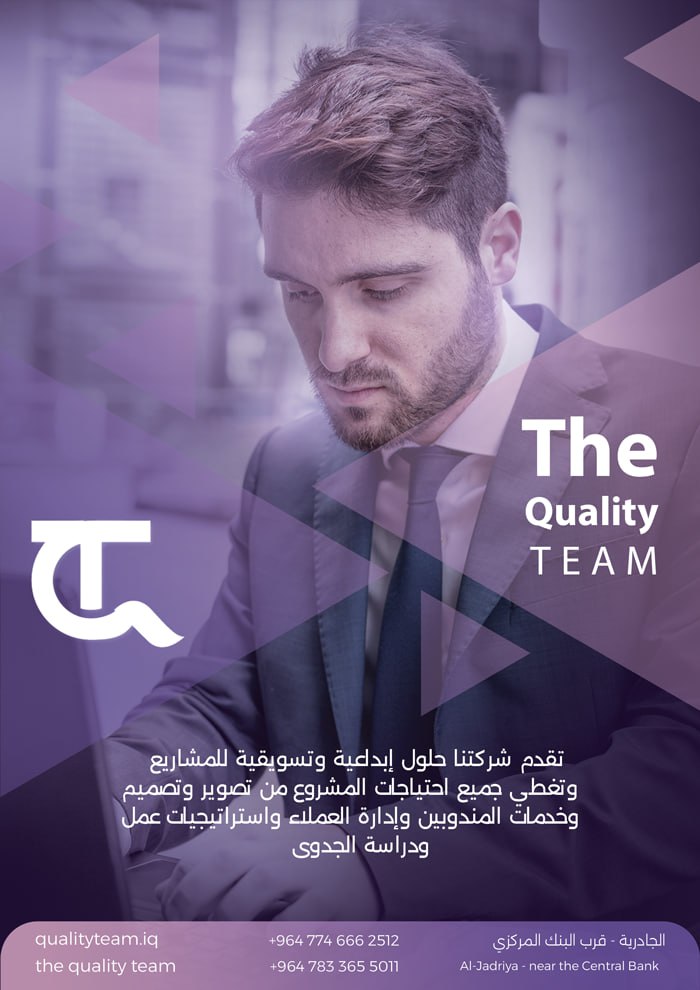 The
Quality
TEAM
تقدم شركتنا حلول إبداعية وتسويقية للمشاريع
وتغطي جميع احتياجات المشروع من تصوير وتصميم
وخدمات المندوبين وإدارة العملاء واستراتيجيات عمل
ودراسة الجدوى
qualityteam.iq
the quality team
+964 774 666 2512
+964 783 365 5011
الجادرية - قرب البنك المركزي
Al-Jadriya - near the Central Bank